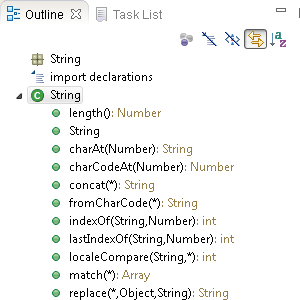 Outline Task List
String
import declarations
String
length(): Number
String
charAt(Number): String
charCodeAt(Number): Number
concat(*): String
fromCharCode(*): String
indexOf(String,Number): int
lastIndexOf(String,Number): int
localeCompare(String,*): int
match(*): Array
replace(*,Object,String): String